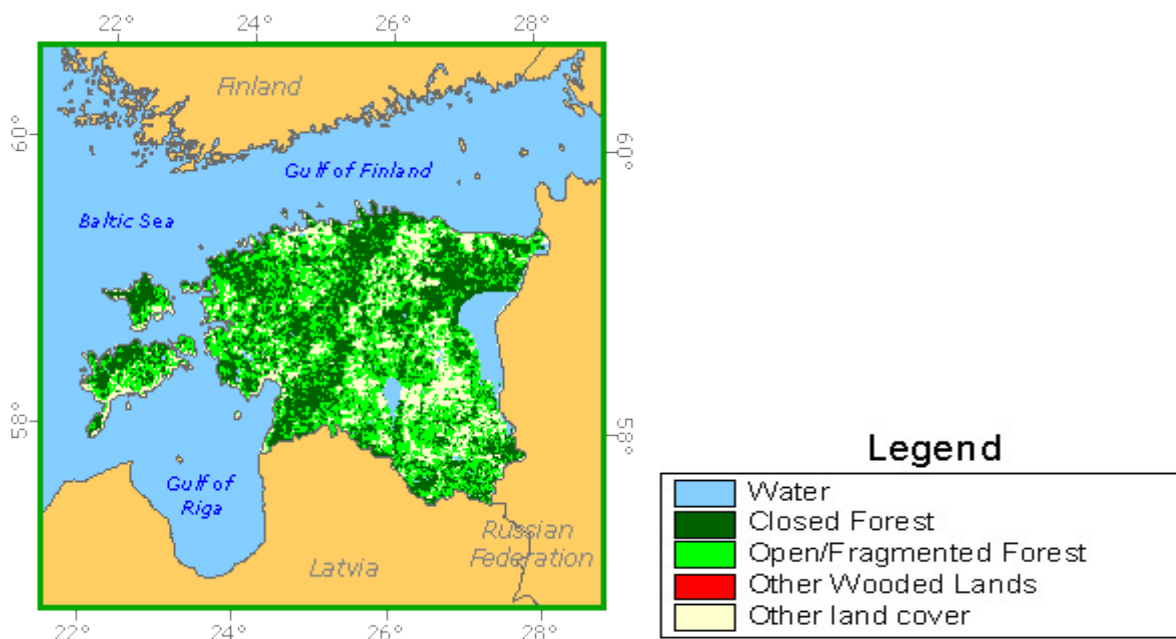 22° 24° 26° 28°
Finland
60° 60°
Gulf of Finland
Baltic Sea
58° 58°
Gulf of
Riga
Russian
Federation
Latvia
22° 24° 26° 28°
Legend
Water
Closed Forest
Open/Fragmented Forest
Other Wooded Lands
Other land cover